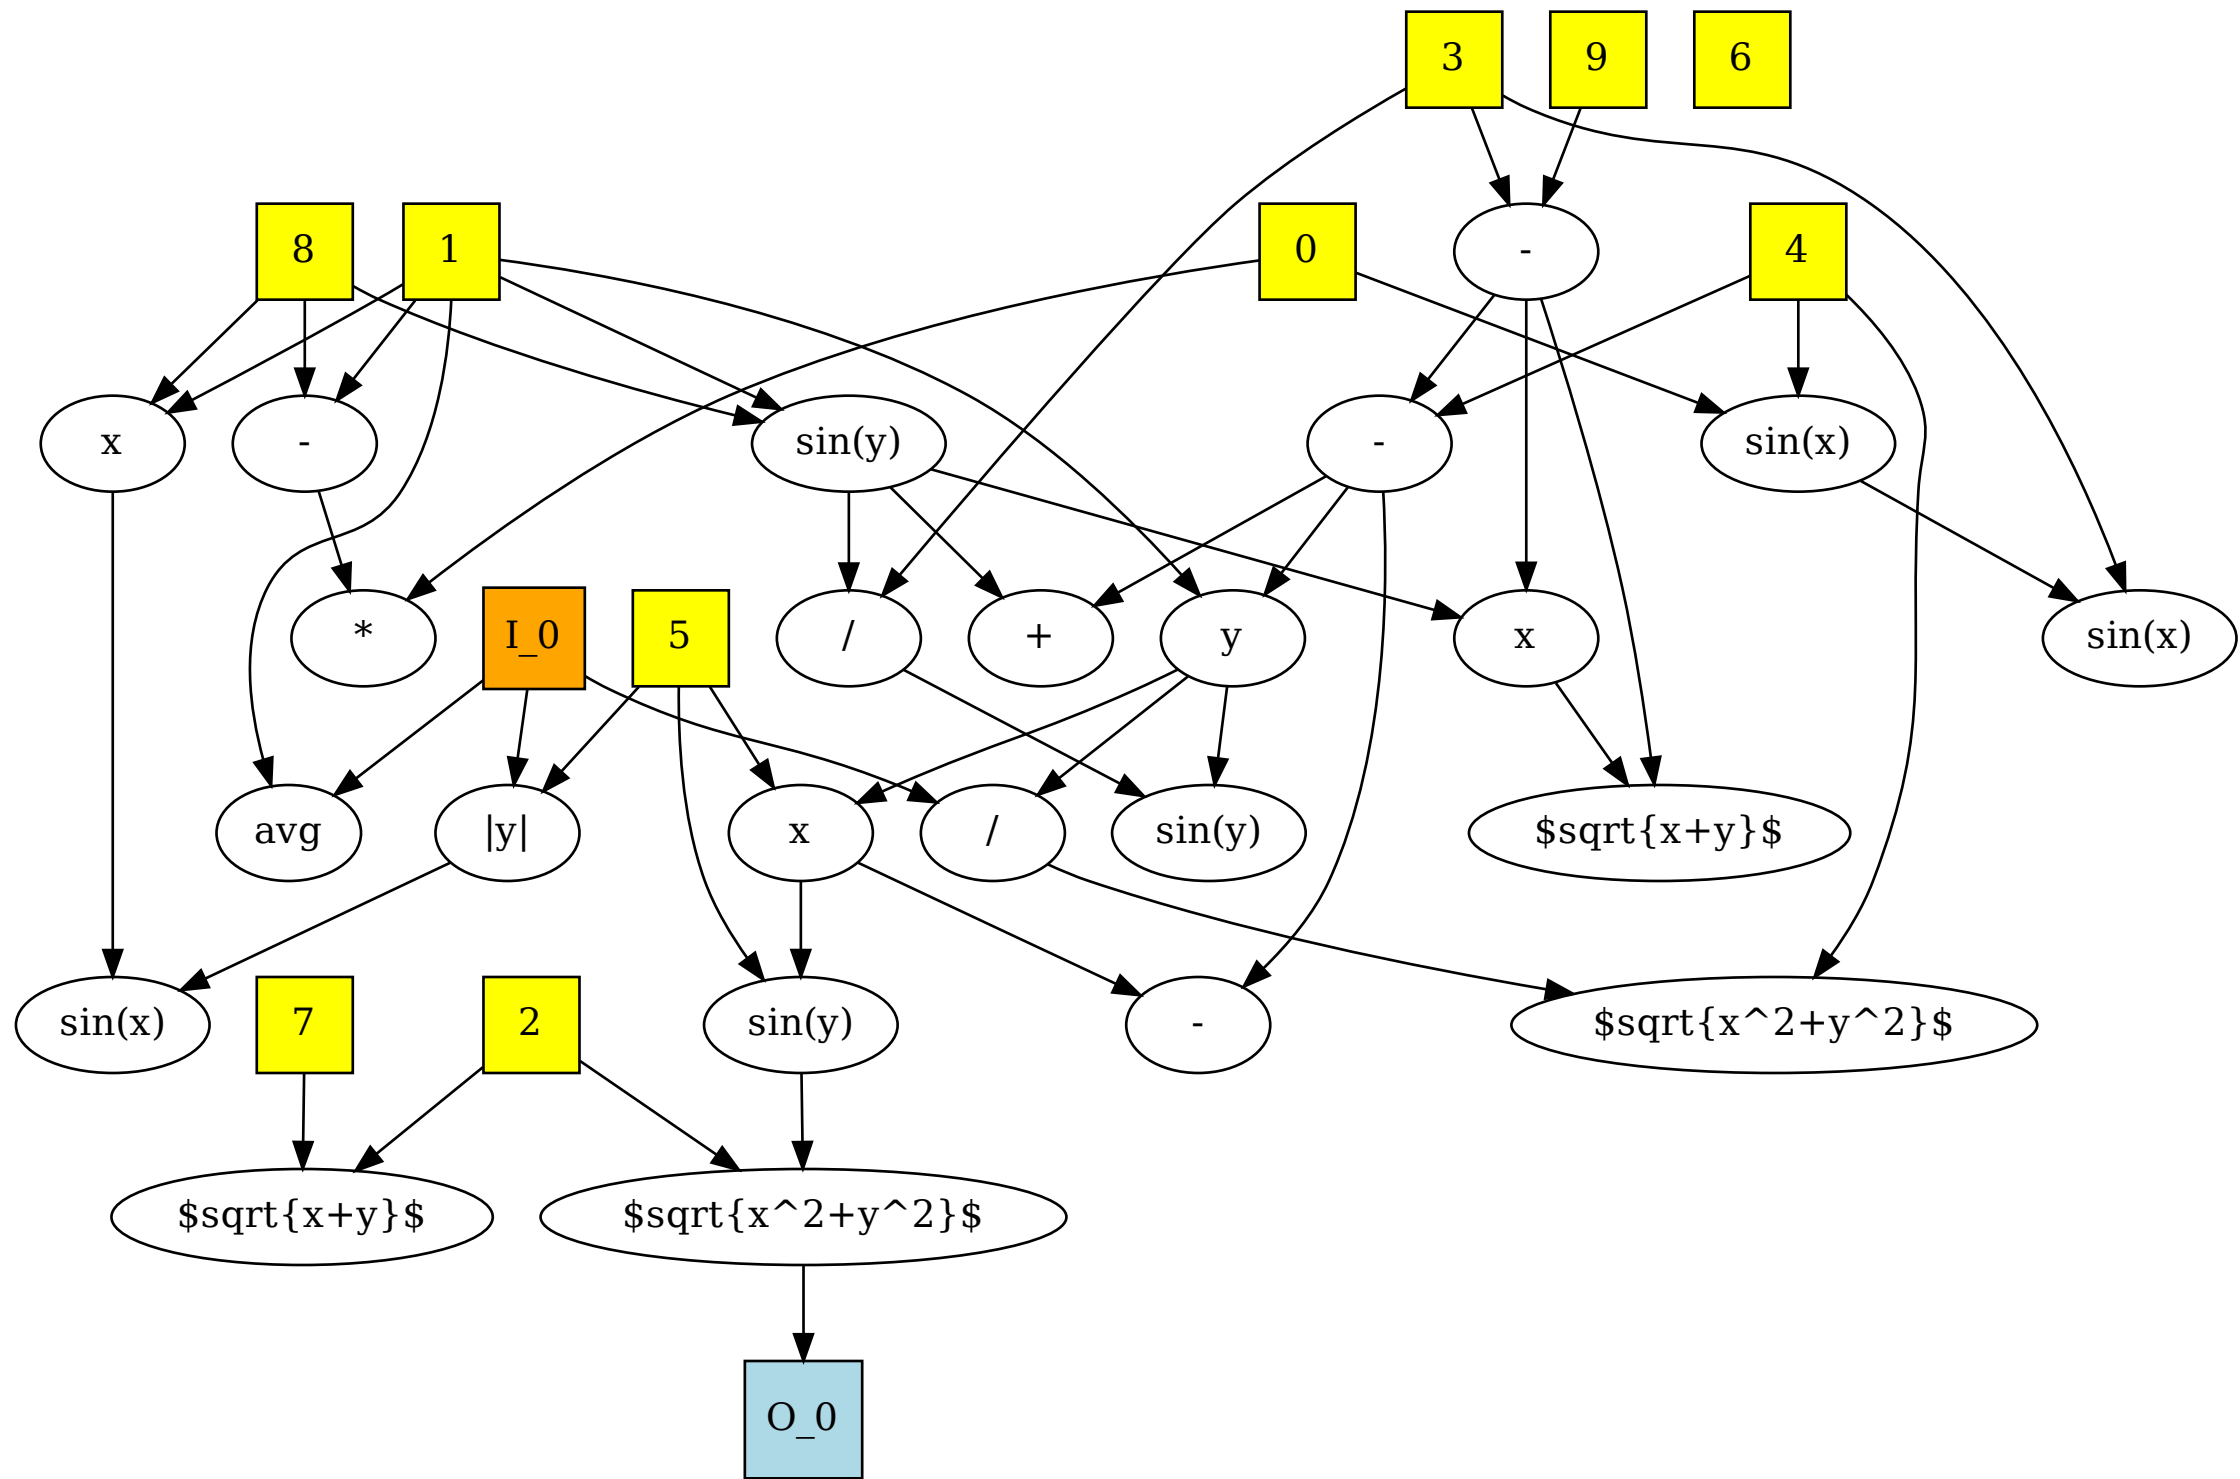 3
9
6
8
1
0
-
4
x
-
sin(y)
-
sin(x)
*
I_0
5
/
+
y
x
sin(x)
avg
|y|
x
/
sin(y)
$sqrt{x+y}$
sin(x)
7
2
sin(y)
-
$sqrt{x^2+y^2}$
$sqrt{x+y}$
$sqrt{x^2+y^2}$
O_0